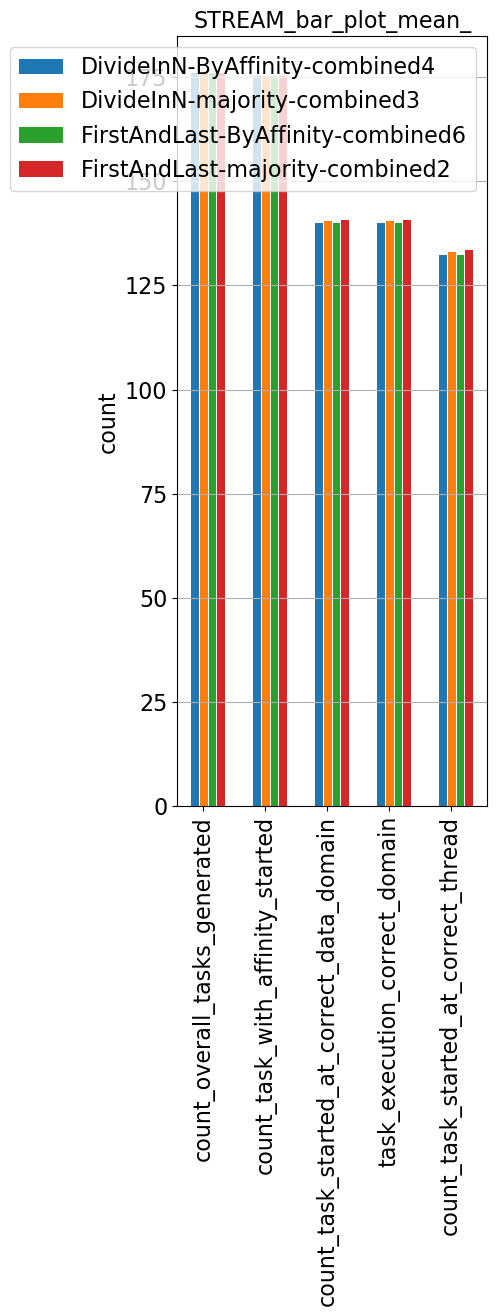 STREAM_bar_plot_mean_
DivideInN-ByAffinity-combined4
DivideInN-majority-combined3
FirstAndLast-ByAffinity-combined6
FirstAndLast-majority-combined2
175
150
125
100
75
50
25
0
count
count_overall_tasks_generated
count_task_with_affinity_started
count_task_started_at_correct_data_domain
task_execution_correct_domain
count_task_started_at_correct_thread